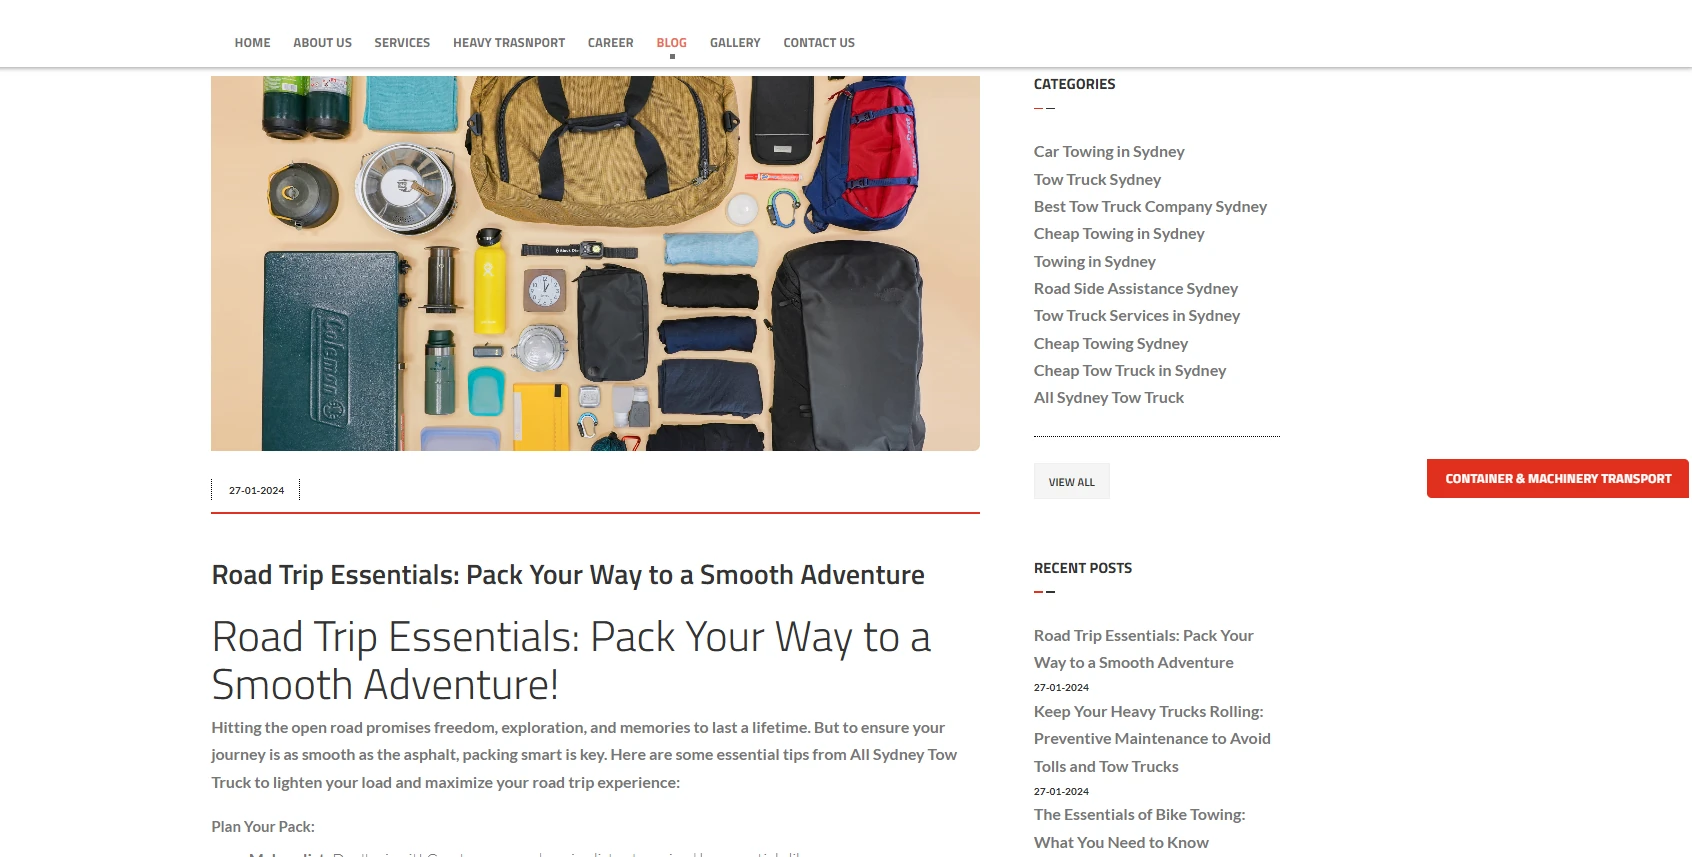 HOME ABOUT US SERVICES HEAVY TRASNPORT CAREER BLOG GALLERY CONTACT US
Coleman
27-01-2024
Road Trip Essentials: Pack Your Way to a Smooth Adventure
Road Trip Essentials: Pack Your Way to a
Smooth Adventure!
Hitting the open road promises freedom, exploration, and memories to last a lifetime. But to ensure your
journey is as smooth as the asphalt, packing smart is key. Here are some essential tips from All Sydney Tow
Truck to lighten your load and maximize your road trip experience:
Plan Your Pack:
CATEGORIES
Car Towing in Sydney
Tow Truck Sydney
Best Tow Truck Company Sydney
Cheap Towing in Sydney
Towing in Sydney
Road Side Assistance Sydney
Tow Truck Services in Sydney
Cheap Towing Sydney
Cheap Tow Truck in Sydney
All Sydney Tow Truck
VIEW ALL
RECENT POSTS
Road Trip Essentials: Pack Your
Way to a Smooth Adventure
27-01-2024
Keep Your Heavy Trucks Rolling:
Preventive Maintenance to Avoid
Tolls and Tow Trucks
27-01-2024
The Essentials of Bike Towing:
What You Need to Know
CONTAINER & MACHINERY TRANSPORT